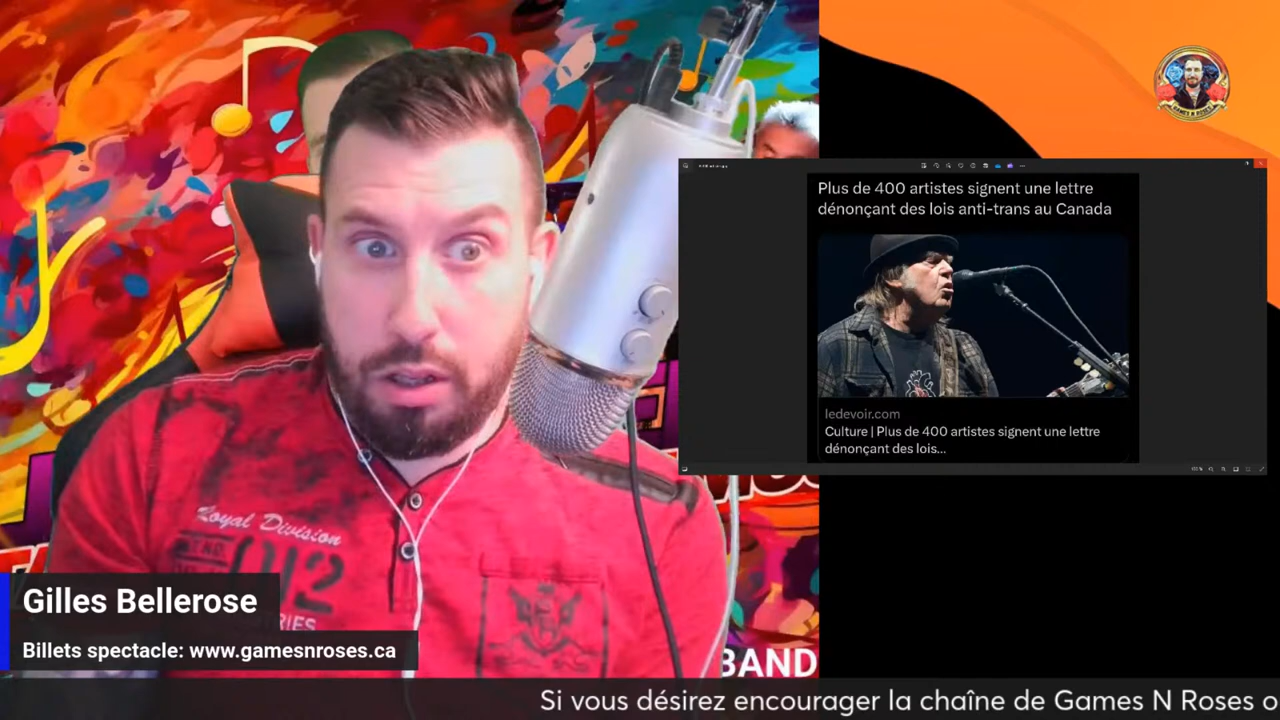 GAMES N ROSES
Plus de 400 artistes signent une lettre
dénonçant des lois anti-trans au Canada
ledevoir.com
Culture | Plus de 400 artistes signent une lettre
dénonçant des lois...
Royal Division
Gilles Bellerose
Billets spectacle: www.gamesnroses.ca
BAND
Si vous désirez encourager la chaîne de Games N Roses o